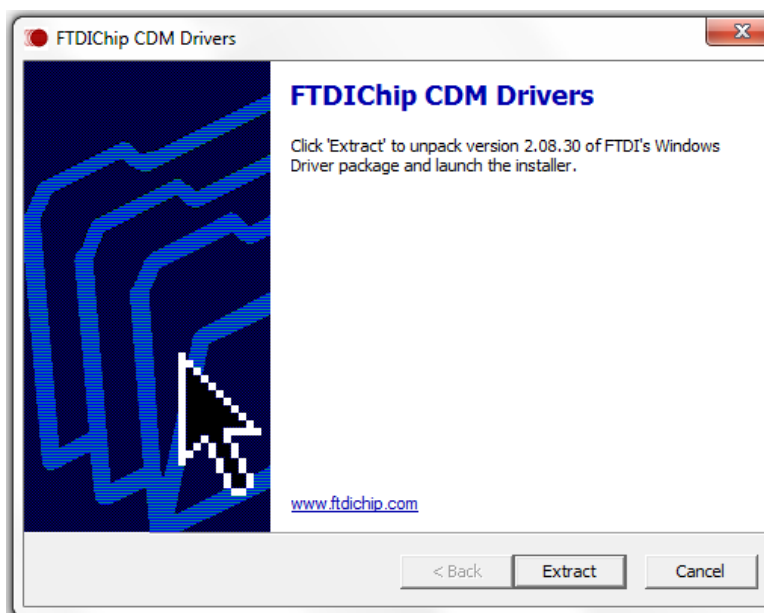 FTDIChip CDM Drivers
X
FTDIChip CDM Drivers
Click 'Extract' to unpack version 2.08.30 of FTDI's Windows
Driver package and launch the installer.
www.ftdichip.com
< Back
Extract
Cancel